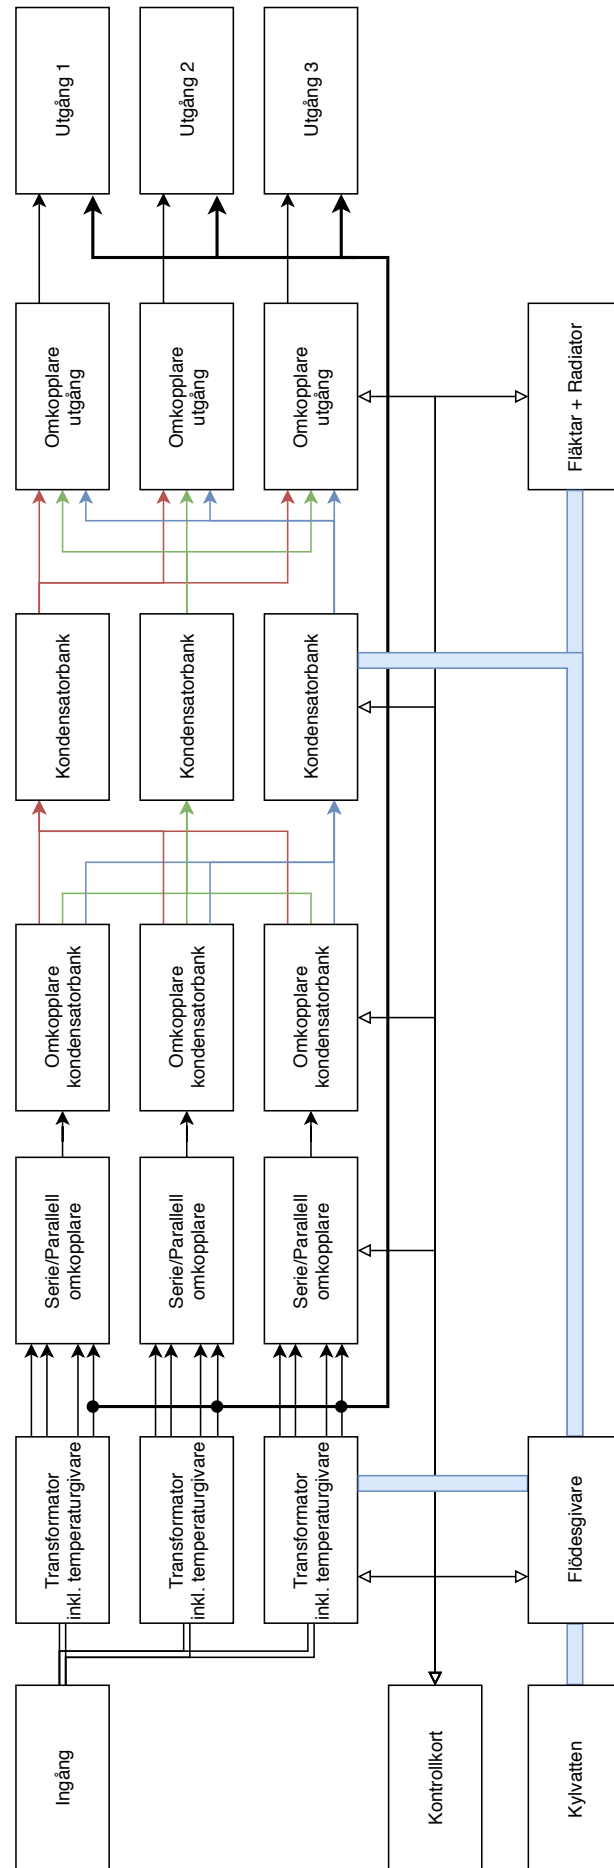 Utgång 1
Utgång 2
Utgång 3
Omkopplare
utgång
Omkopplare
utgång
Omkopplare
utgång
Fläktar + Radiator
Kondensatorbank
Kondensatorbank
Kondensatorbank
Omkopplare
kondensatorbank
Omkopplare
kondensatorbank
Omkopplare
kondensatorbank
Serie/Parallell
omkopplare
Serie/Parallell
omkopplare
Serie/Parallell
omkopplare
Transformator
inkl. temperaturgivare
Transformator
inkl. temperaturgivare
Transformator
inkl. temperaturgivare
Flödesgivare
Ingång
Kontrollkort
Kylvatten